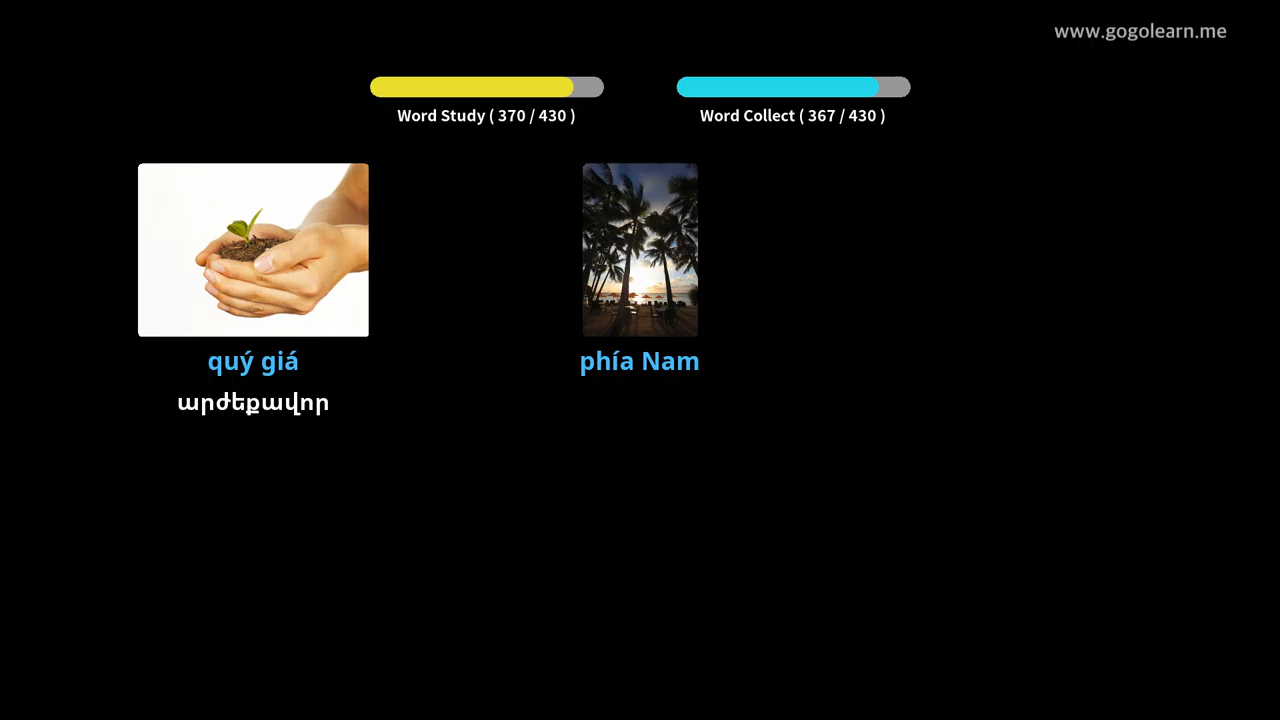 www.gogolearn.me
Word Study ( 370 / 430 )
Word Collect ( 367 / 430 )
quý giá
phía Nam
արժեքավոր